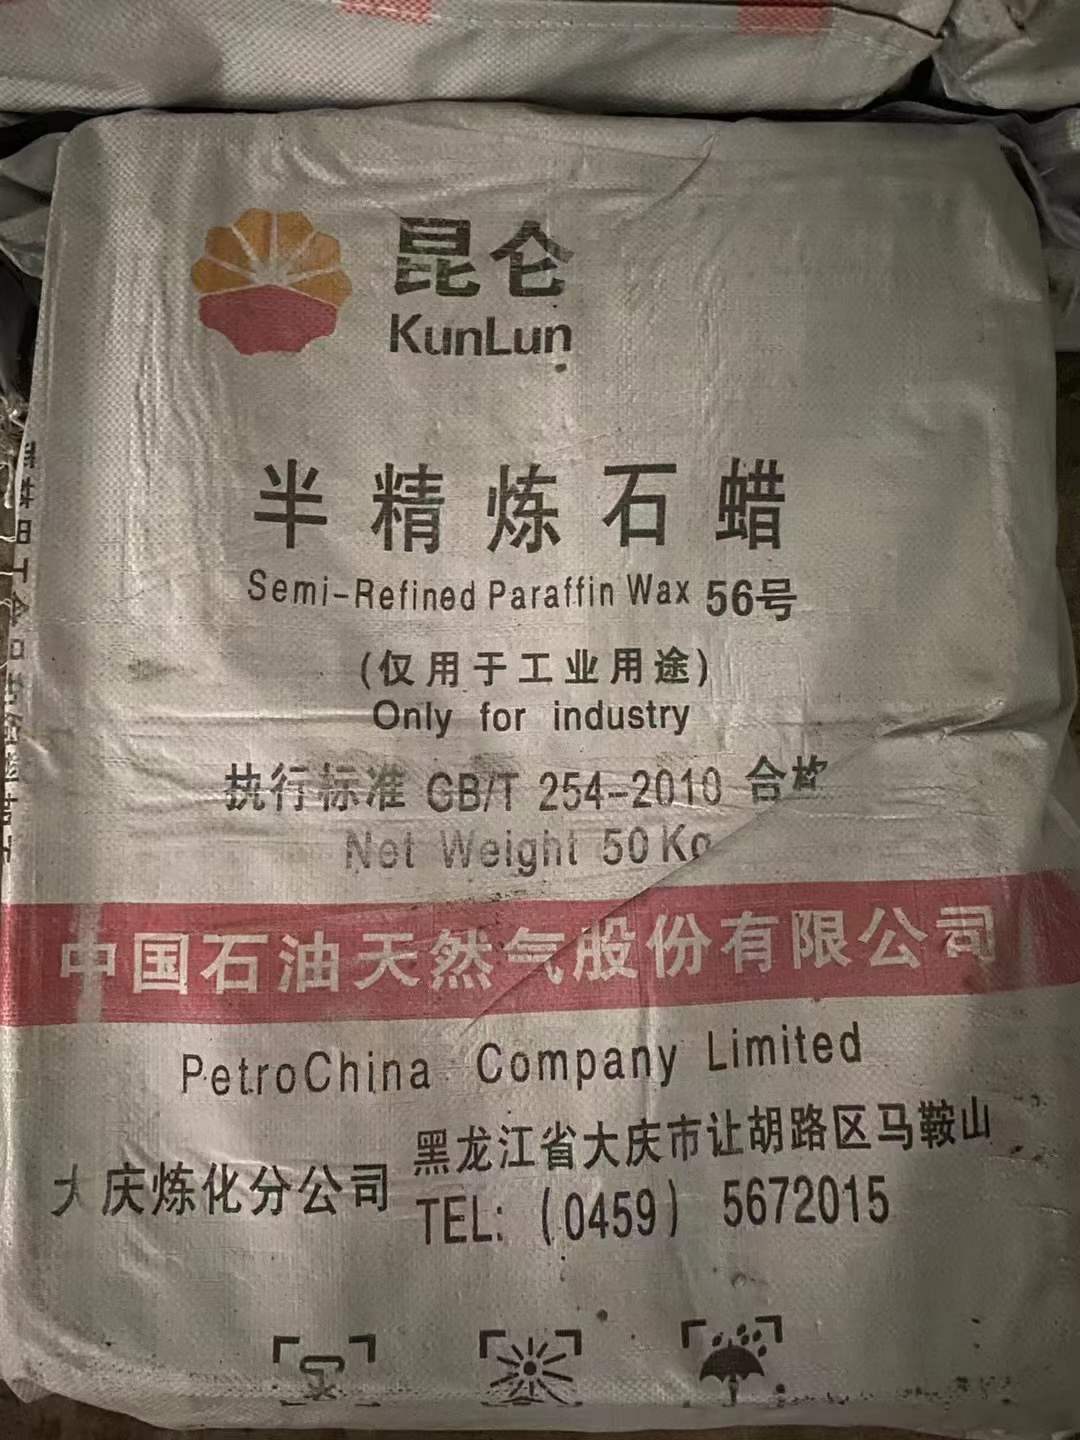 昆仑
KunLun
半精炼石蜡
Semi-Refined Paraffin Wax 56号
(仅用于工业用途)
Only for industry
执行标准 GB/T 254-2010 合格
Net Weight 50Kg
中国石油天然气股份有限公司
PetroChina Company Limited
大庆炼化分公司
黑龙江省大庆市让胡路区马鞍山
TEL: (0459) 5672015